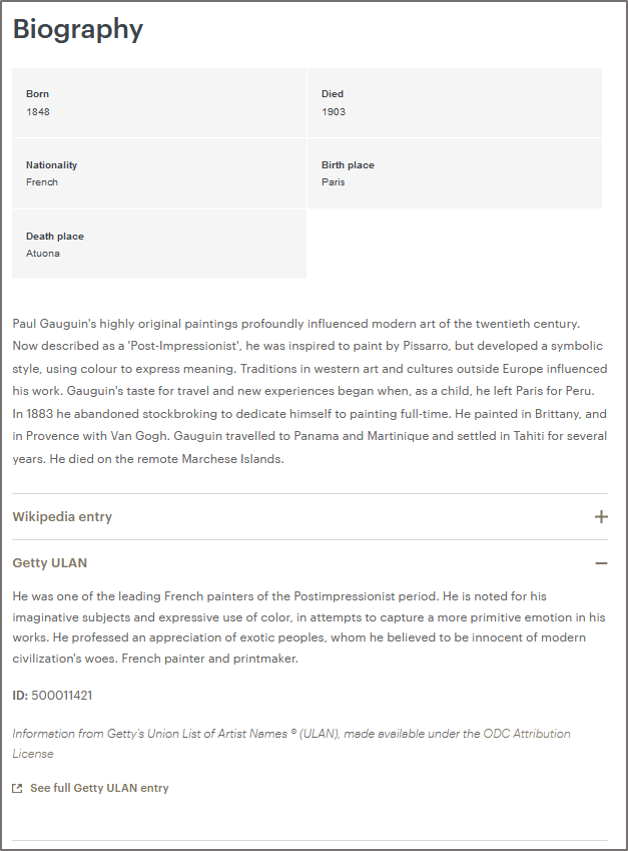 Biography
Born
1848
Died
1903
Nationality
French
Birth place
Paris
Death place
Atuona
Paul Gauguin's highly original paintings profoundly influenced modern art of the twentieth century.
Now described as a 'Post-Impressionist', he was inspired to paint by Pissarro, but developed a symbolic
style, using colour to express meaning. Traditions in western art and cultures outside Europe influenced
his work. Gauguin's taste for travel and new experiences began when, as a child, he left Paris for Peru.
In 1883 he abandoned stockbroking to dedicate himself to painting full-time. He painted in Brittany, and
in Provence with Van Gogh. Gauguin travelled to Panama and Martinique and settled in Tahiti for several
years. He died on the remote Marchese Islands.
Wikipedia entry
Getty ULAN
He was one of the leading French painters of the Postimpressionist period. He is noted for his
imaginative subjects and expressive use of color, in attempts to capture a more primitive emotion in his
works. He professed an appreciation of exotic peoples, whom he believed to be innocent of modern
civilization's woes. French painter and printmaker.
ID: 500011421
Information from Getty's Union List of Artist Names ® (ULAN), made available under the ODC Attribution
License
See full Getty ULAN entry